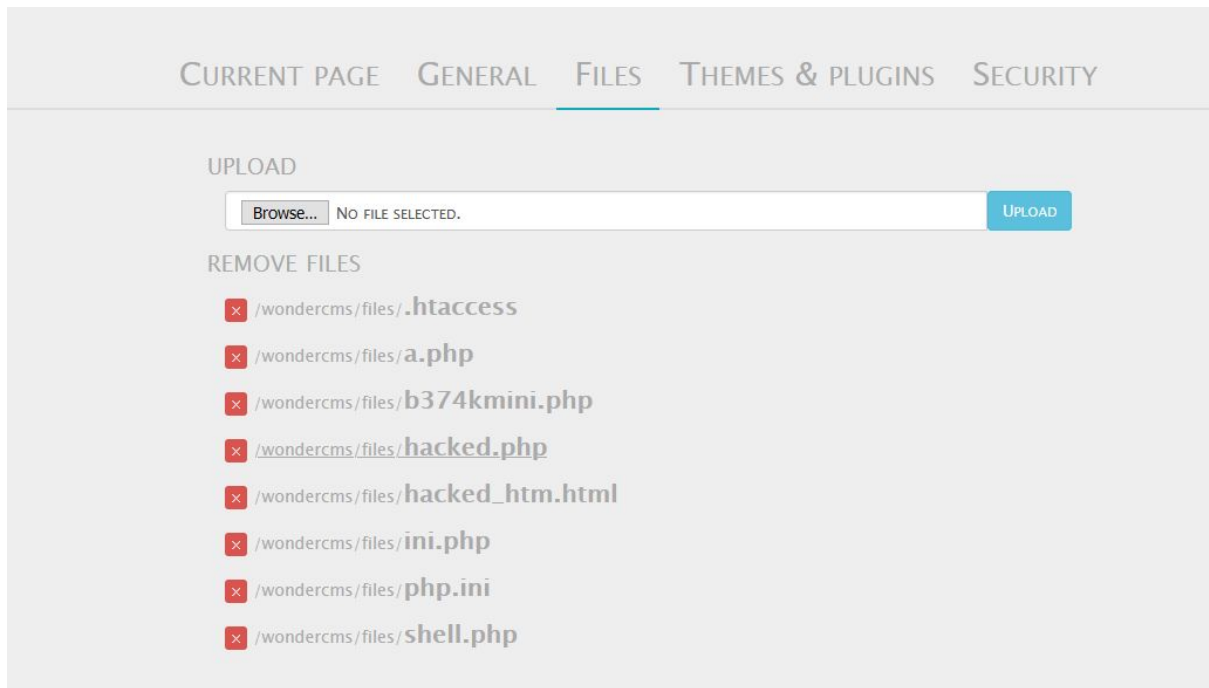 CURRENT PAGE GENERAL FILES THEMES & PLUGINS SECURITY
UPLOAD
Browse... NO FILE SELECTED. UPLOAD
REMOVE FILES
× /wondercms/files/.htaccess
× /wondercms/files/a.php
× /wondercms/files/b374kmini.php
× /wondercms/files/hacked.php
× /wondercms/files/hacked_htm.html
× /wondercms/files/ini.php
× /wondercms/files/php.ini
× /wondercms/files/shell.php